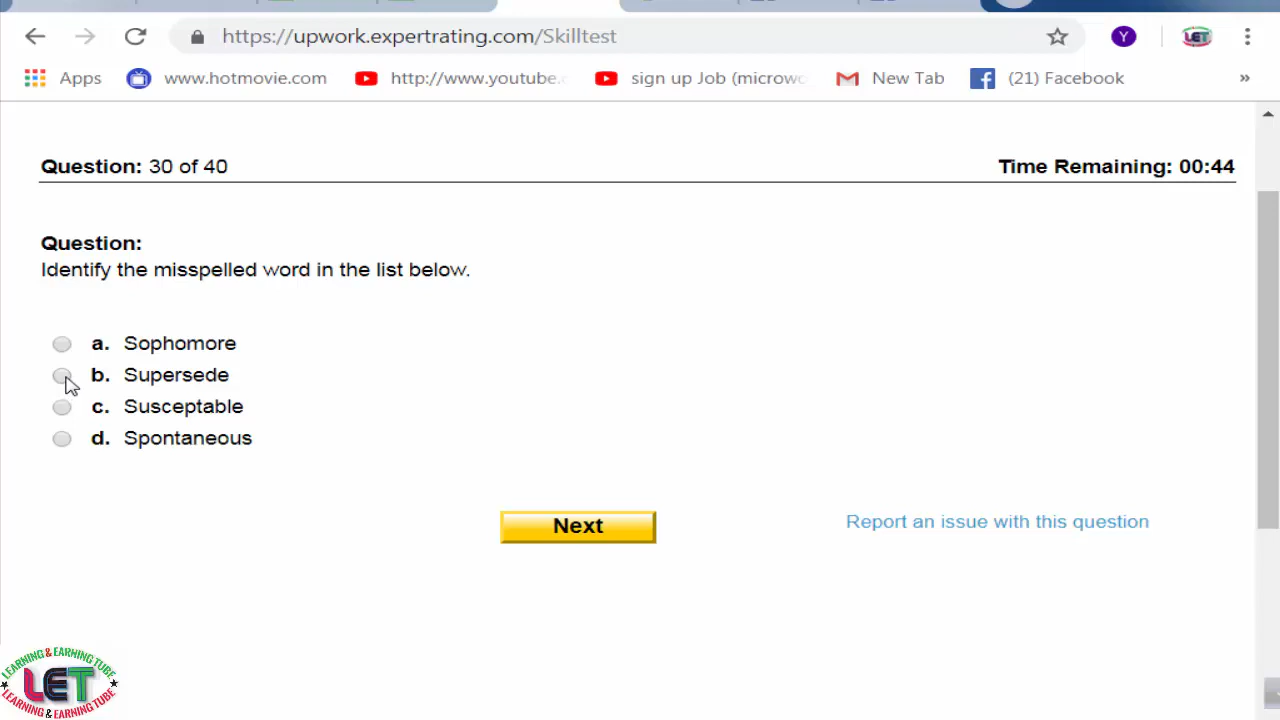 https://upwork.expertrating.com/Skilltest
Y
LET
Apps
www.hotmovie.com
http://www.youtube.
sign up Job (microwo
New Tab
(21) Facebook
»
Question: 30 of 40
Time Remaining: 00:44
Question:
Identify the misspelled word in the list below.
a. Sophomore
b. Supersede
c. Susceptable
d. Spontaneous
Next
Report an issue with this question
LEARNING & EARNING TUBE
LET
LEARNING & EARNING TUBE